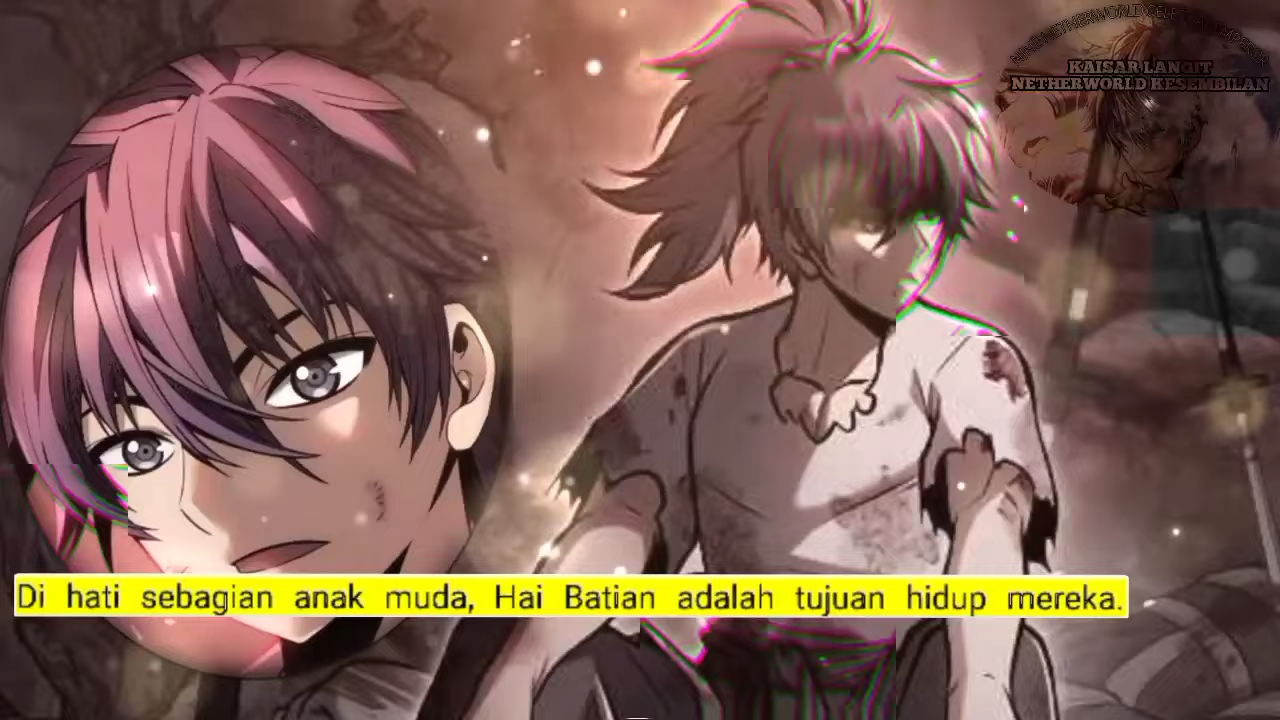 KAISAR LANGIT
NETHERWORLD KESEMBILAN
Di hati sebagian anak muda, Hai Batian adalah tujuan hidup mereka.